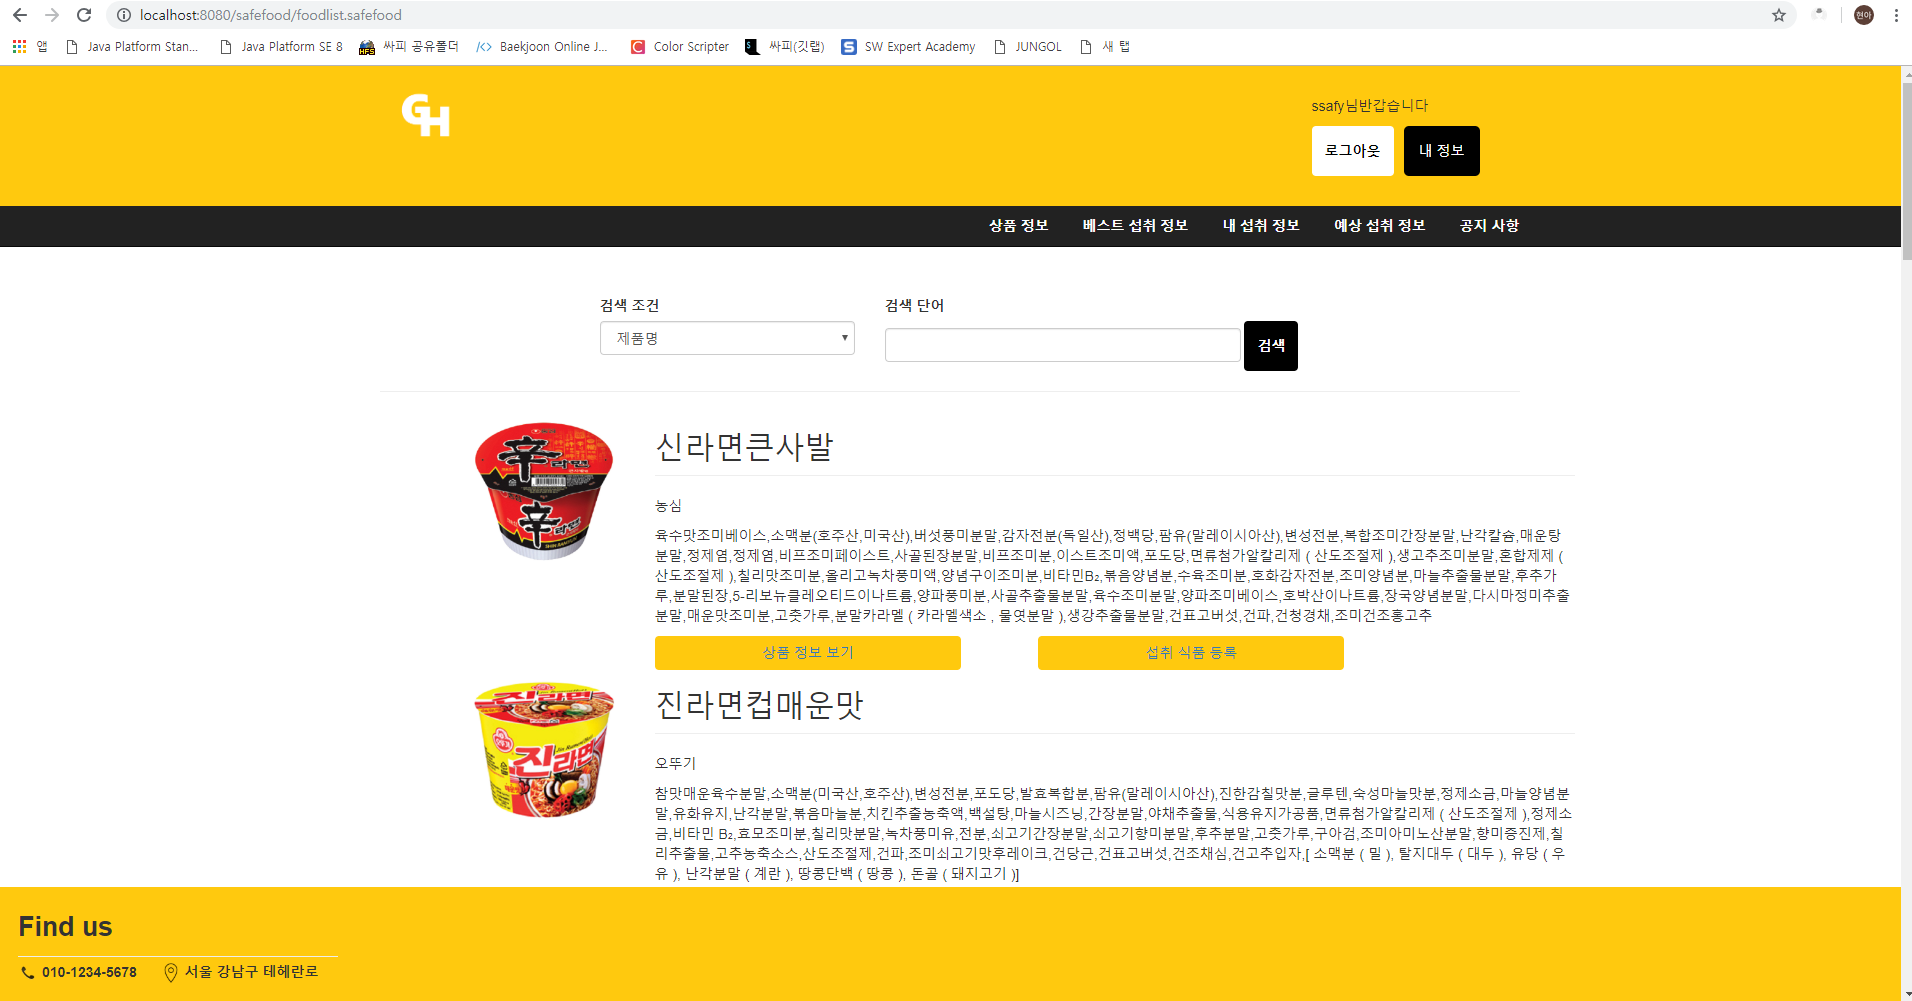 localhost:8080/safefood/foodlist.safefood
현아
앱 Java Platform Stan... Java Platform SE 8 싸피 공유폴더 Baekjoon Online J... Color Scripter 싸피(깃랩) SW Expert Academy JUNGOL 새 탭
GH
ssafy님반갑습니다
로그아웃 내 정보
상품 정보 베스트 섭취 정보 내 섭취 정보 예상 섭취 정보 공지 사항
검색 조건 검색 단어
제품명 검색
신라면큰사발
농심
육수맛조미베이스,소맥분(호주산,미국산),버섯풍미분말,감자전분(독일산),정백당,팜유(말레이시아산),변성전분,복합조미간장분말,난각칼슘,매운탕
분말,정제염,정제염,비프조미페이스트,사골된장분말,비프조미분,이스트조미액,포도당,면류첨가알칼리제 ( 산도조절제 ),생고추조미분말,혼합제제 (
산도조절제 ),칠리맛조미분,올리고녹차풍미액,양념구이조미분,비타민B₂,볶음양념분,수육조미분,호화감자전분,조미양념분,마늘추출물분말,후추가
루,분말된장,5-리보뉴클레오티드이나트륨,양파풍미분,사골추출물분말,육수조미분말,양파조미베이스,호박산이나트륨,장국양념분말,다시마정미추출
분말,매운맛조미분,고춧가루,분말카라멜 ( 카라멜색소 , 물엿분말 ),생강추출물분말,건표고버섯,건파,건청경채,조미건조홍고추
상품 정보 보기 섭취 식품 등록
辛라면
辛라면
진라면컵매운맛
오뚜기
참맛매운육수분말,소맥분(미국산,호주산),변성전분,포도당,발효복합분,팜유(말레이시아산),진한감칠맛분,글루텐,숙성마늘맛분,정제소금,마늘양념분
말,유화유지,난각분말,볶음마늘분,치킨추출농축액,백설탕,마늘시즈닝,간장분말,야채추출물,식용유지가공품,면류첨가알칼리제 ( 산도조절제 ),정제소
금,비타민 B₂,효모조미분,칠리맛분말,녹차풍미유,전분,쇠고기간장분말,쇠고기향미분말,후추분말,고춧가루,구아검,조미아미노산분말,향미증진제,칠
리추출물,고추농축소스,산도조절제,건파,조미쇠고기맛후레이크,건당근,건표고버섯,건조채심,건고추입자,[ 소맥분 ( 밀 ), 탈지대두 ( 대두 ), 유당 ( 우
유 ), 난각분말 ( 계란 ), 땅콩단백 ( 땅콩 ), 돈골 ( 돼지고기 )]
진라면
진라면
Find us
010-1234-5678 서울 강남구 테헤란로